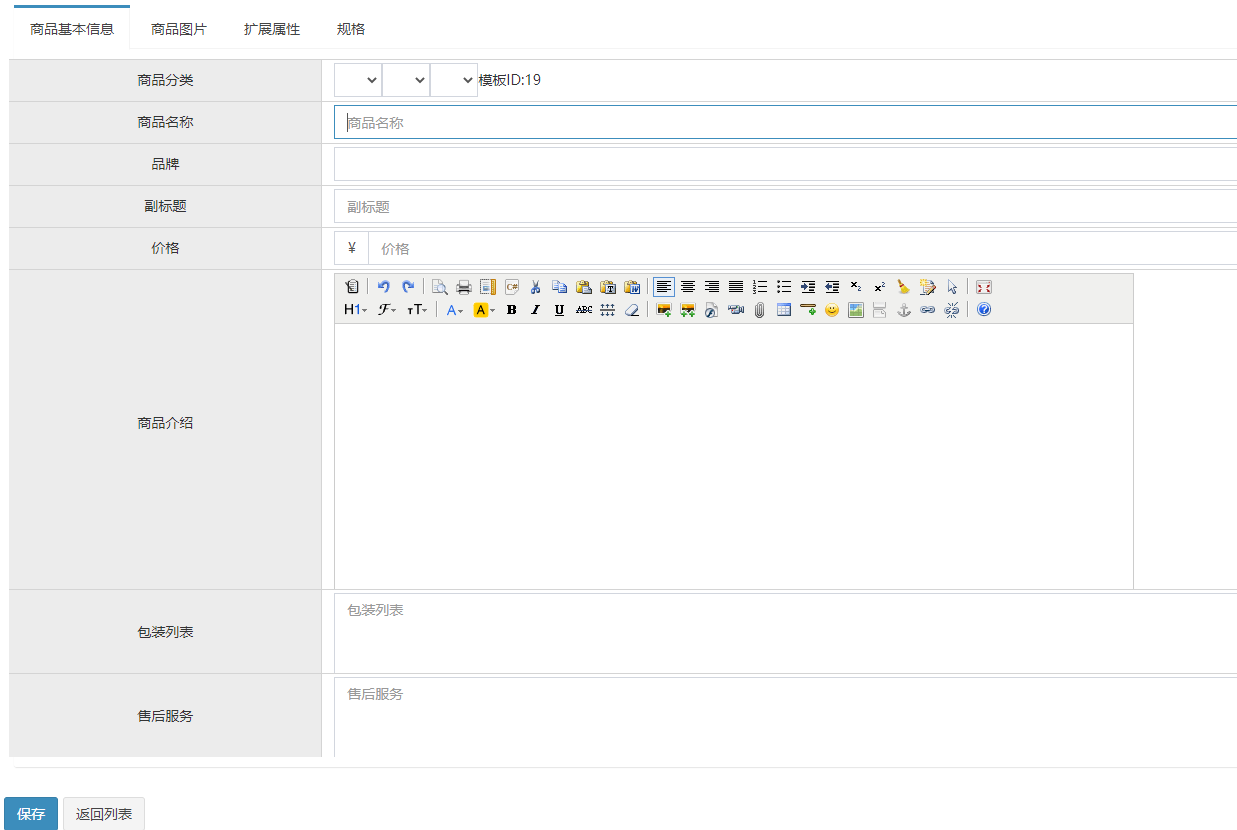 商品基本信息 商品图片 扩展属性 规格
商品分类 模板ID:19
商品名称 商品名称
品牌
副标题 副标题
价格 ¥ 价格
H1 F тT A A B I U ABC
商品介绍
包装列表 包装列表
售后服务 售后服务
保存 返回列表